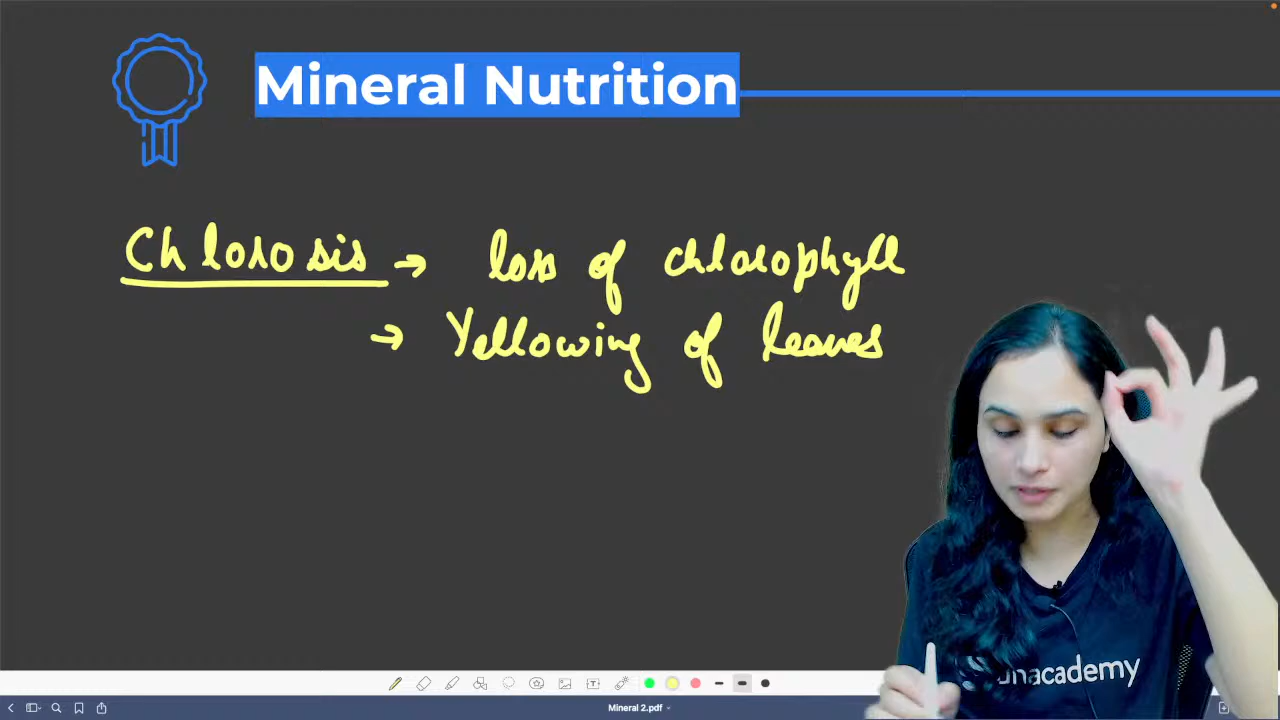 Mineral Nutrition
Chlorosis → loss of chlorophyll
→ Yellowing of leaves
unacademy
Mineral 2.pdf